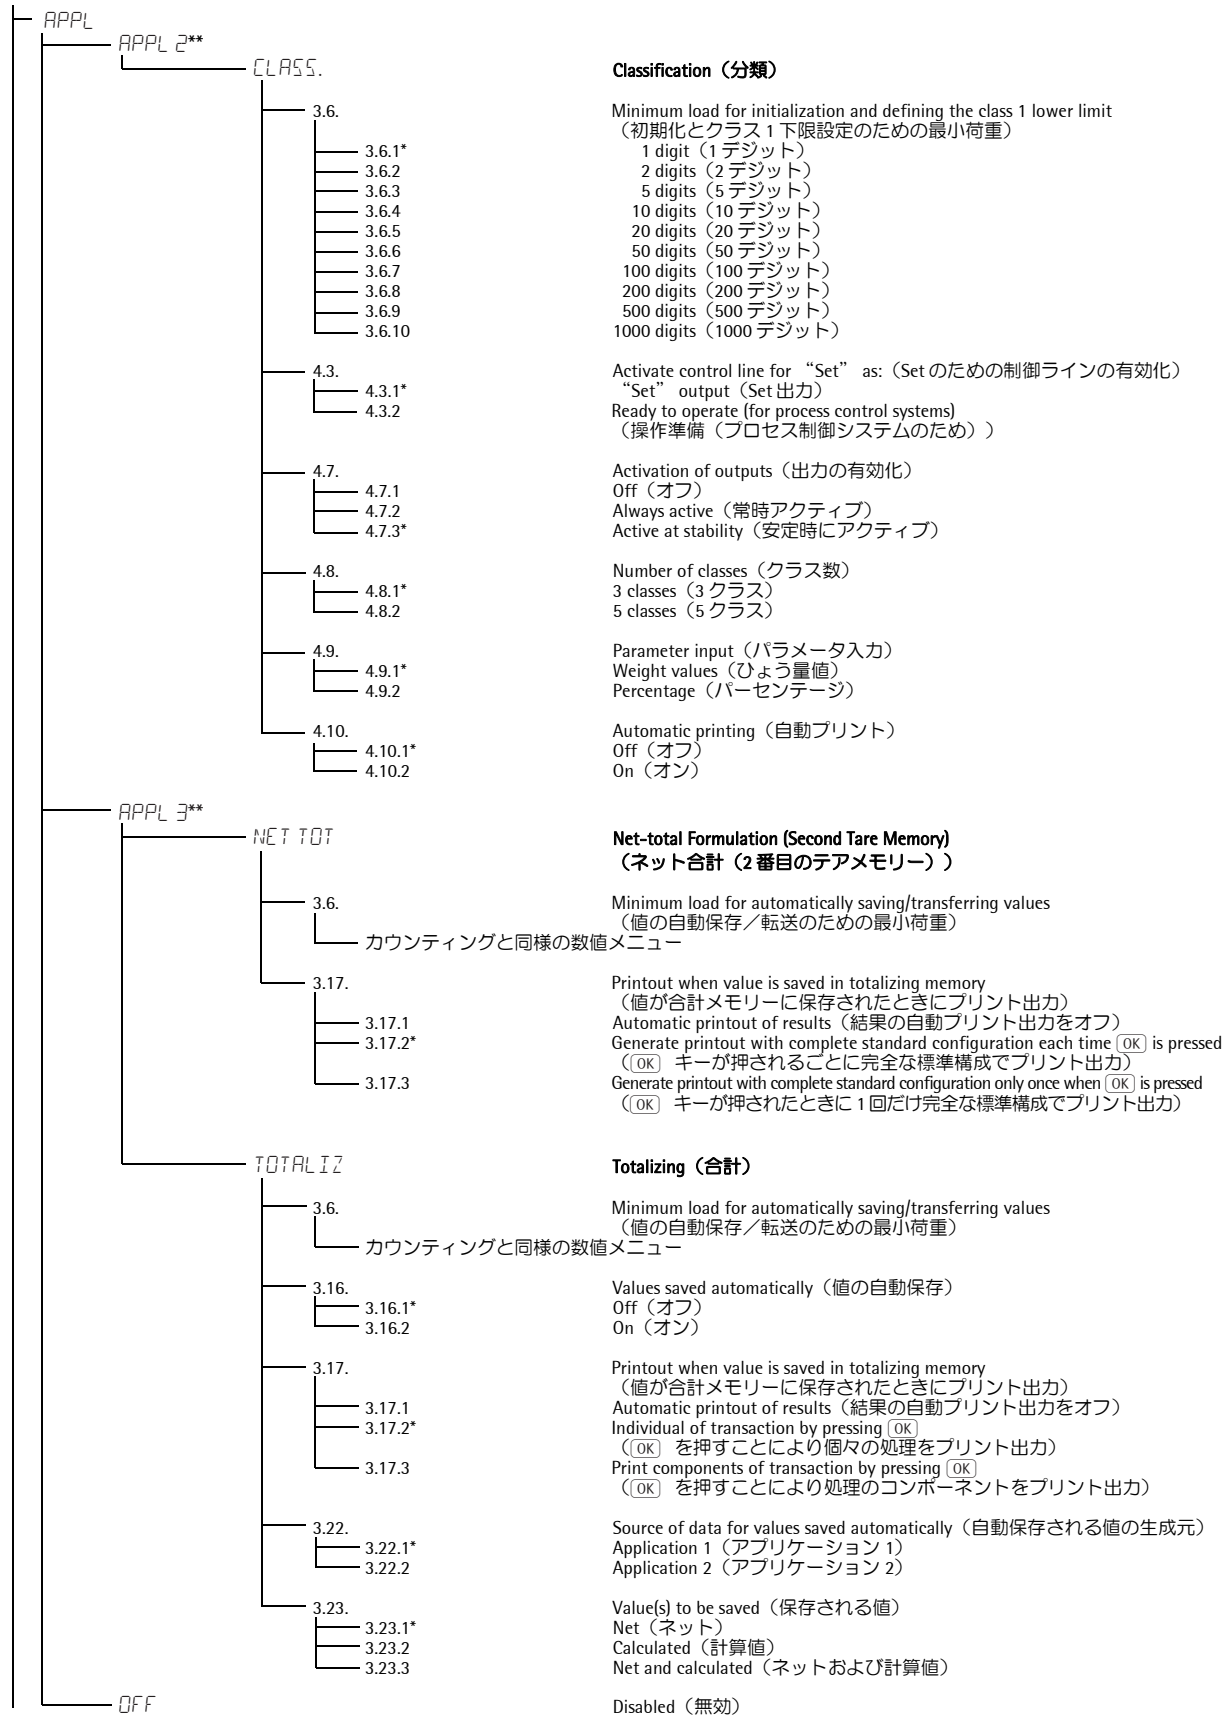 APPL
APPL 2**
CLASS. Classification（分類）
3.6. Minimum load for initialization and defining the class 1 lower limit
（初期化とクラス1下限設定のための最小荷重）
3.6.1* 1 digit（1デジット）
3.6.2 2 digits（2デジット）
3.6.3 5 digits（5デジット）
3.6.4 10 digits（10デジット）
3.6.5 20 digits（20デジット）
3.6.6 50 digits（50デジット）
3.6.7 100 digits（100デジット）
3.6.8 200 digits（200デジット）
3.6.9 500 digits（500デジット）
3.6.10 1000 digits（1000デジット）
4.3. Activate control line for “Set” as:（Setのための制御ラインの有効化）
4.3.1* “Set” output（Set出力）
4.3.2 Ready to operate (for process control systems)
（操作準備（プロセス制御システムのため））
4.7. Activation of outputs（出力の有効化）
4.7.1 Off（オフ）
4.7.2 Always active（常時アクティブ）
4.7.3* Active at stability（安定時にアクティブ）
4.8. Number of classes（クラス数）
4.8.1* 3 classes（3クラス）
4.8.2 5 classes（5クラス）
4.9. Parameter input（パラメータ入力）
4.9.1* Weight values（ひょう量値）
4.9.2 Percentage（パーセンテージ）
4.10. Automatic printing（自動プリント）
4.10.1* Off（オフ）
4.10.2 On（オン）
APPL 3**
NET TOT Net-total Formulation (Second Tare Memory)
（ネット合計（2番目のテアメモリー））
3.6. Minimum load for automatically saving/transferring values
（値の自動保存／転送のための最小荷重）
カウンティングと同様の数値メニュー
3.17. Printout when value is saved in totalizing memory
（値が合計メモリーに保存されたときにプリント出力）
3.17.1 Automatic printout of results（結果の自動プリント出力をオフ）
3.17.2* Generate printout with complete standard configuration each time OK is pressed
（OK キーが押されるごとに完全な標準構成でプリント出力）
3.17.3 Generate printout with complete standard configuration only once when OK is pressed
（OK キーが押されたときに1回だけ完全な標準構成でプリント出力）
TOTALIZ Totalizing（合計）
3.6. Minimum load for automatically saving/transferring values
（値の自動保存／転送のための最小荷重）
カウンティングと同様の数値メニュー
3.16. Values saved automatically（値の自動保存）
3.16.1* Off（オフ）
3.16.2 On（オン）
3.17. Printout when value is saved in totalizing memory
（値が合計メモリーに保存されたときにプリント出力）
3.17.1 Automatic printout of results（結果の自動プリント出力をオフ）
3.17.2* Individual of transaction by pressing OK
（OK を押すことにより個々の処理をプリント出力）
3.17.3 Print components of transaction by pressing OK
（OK を押すことにより処理のコンポーネントをプリント出力）
3.22. Source of data for values saved automatically（自動保存される値の生成元）
3.22.1* Application 1（アプリケーション1）
3.22.2 Application 2（アプリケーション2）
3.23. Value(s) to be saved（保存される値）
3.23.1* Net（ネット）
3.23.2 Calculated（計算値）
3.23.3 Net and calculated（ネットおよび計算値）
OFF Disabled（無効）